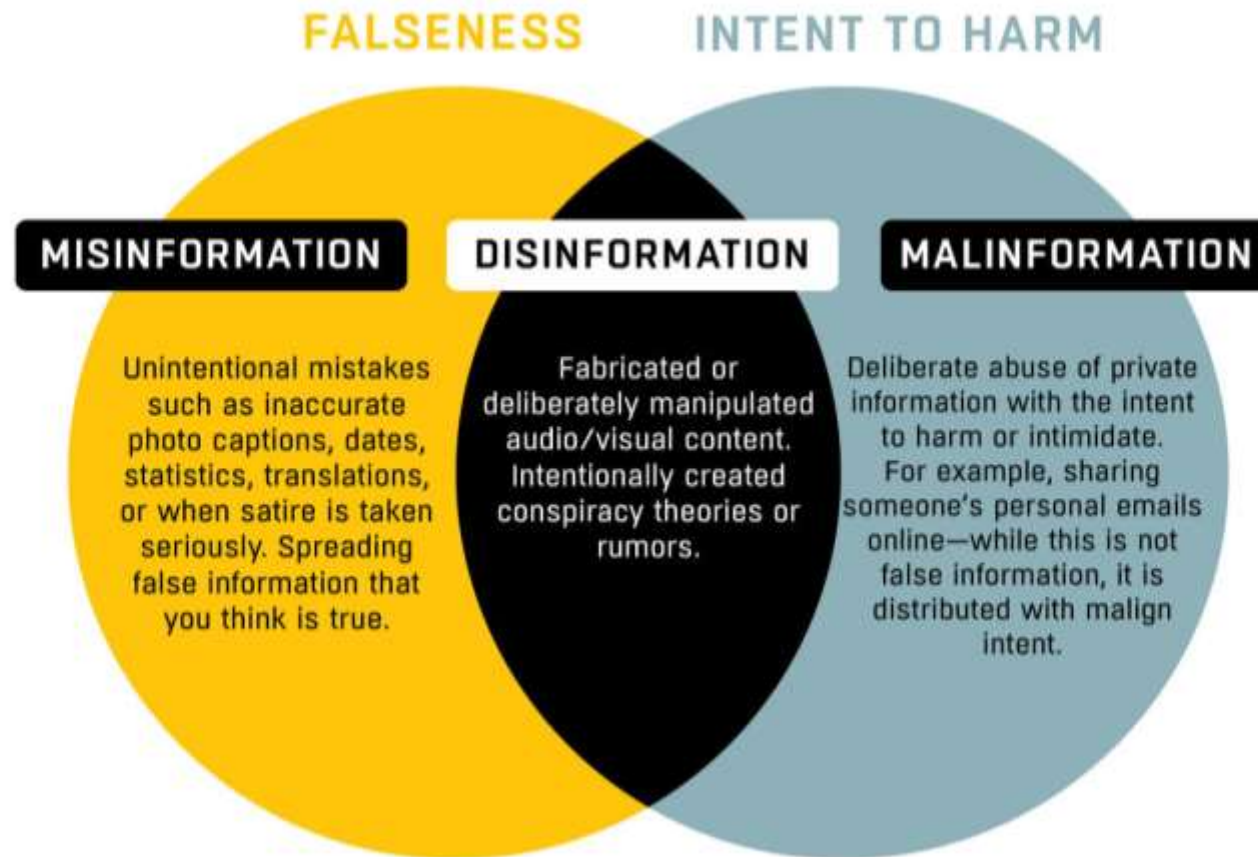 FALSENESS
INTENT TO HARM
MISINFORMATION
Unintentional mistakes
such as inaccurate
photo captions, dates,
statistics, translations,
or when satire is taken
seriously. Spreading
false information that
you think is true.
DISINFORMATION
Fabricated or
deliberately manipulated
audio/visual content.
Intentionally created
conspiracy theories or
rumors.
MALINFORMATION
Deliberate abuse of private
information with the intent
to harm or intimidate.
For example, sharing
someone's personal emails
online—while this is not
false information, it is
distributed with malign
intent.